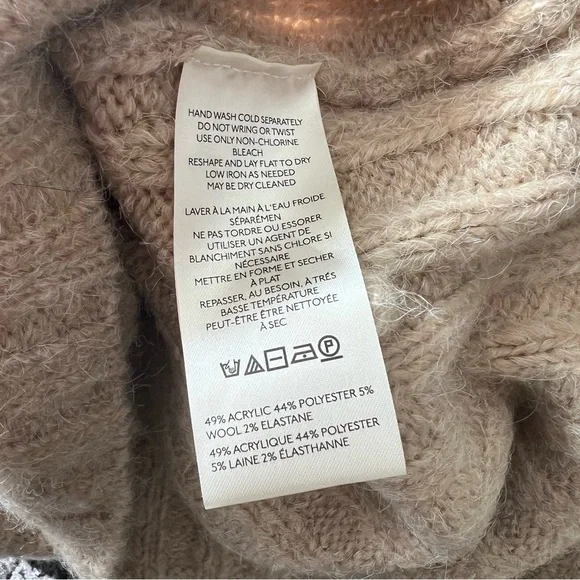 HAND WASH COLD SEPARATELY
DO NOT WRING OR TWIST
USE ONLY NON-CHLORINE
BLEACH
RESHAPE AND LAY FLAT TO DRY
LOW IRON AS NEEDED
MAY BE DRY CLEANED
LAVER À LA MAIN À L'EAU FROIDE
SÉPARÉMEN
NE PAS TORDRE OU ESSORER
UTILISER UN AGENT DE
BLANCHIMENT SANS CHLORE SI
NÉCESSAIRE
METTRE EN FORME ET SECHER
À PLAT
REPASSER, AU BESOIN, À TRÉS
BASSE TEMPÉRATURE
PEUT-ÊTRE ÊTRE NETTOYÉE
À SEC
P
49% ACRYLIC 44% POLYESTER 5%
WOOL 2% ELASTANE
49% ACRYLIQUE 44% POLYESTER
5% LAINE 2% ÉLASTHANNE